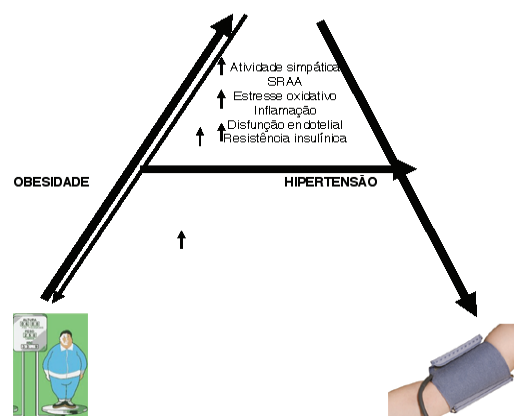 Atividade simpática
SRAA
Estresse oxidativo
Inflamação
Disfunção endotelial
Resistência insulínica
OBESIDADE
HIPERTENSÃO